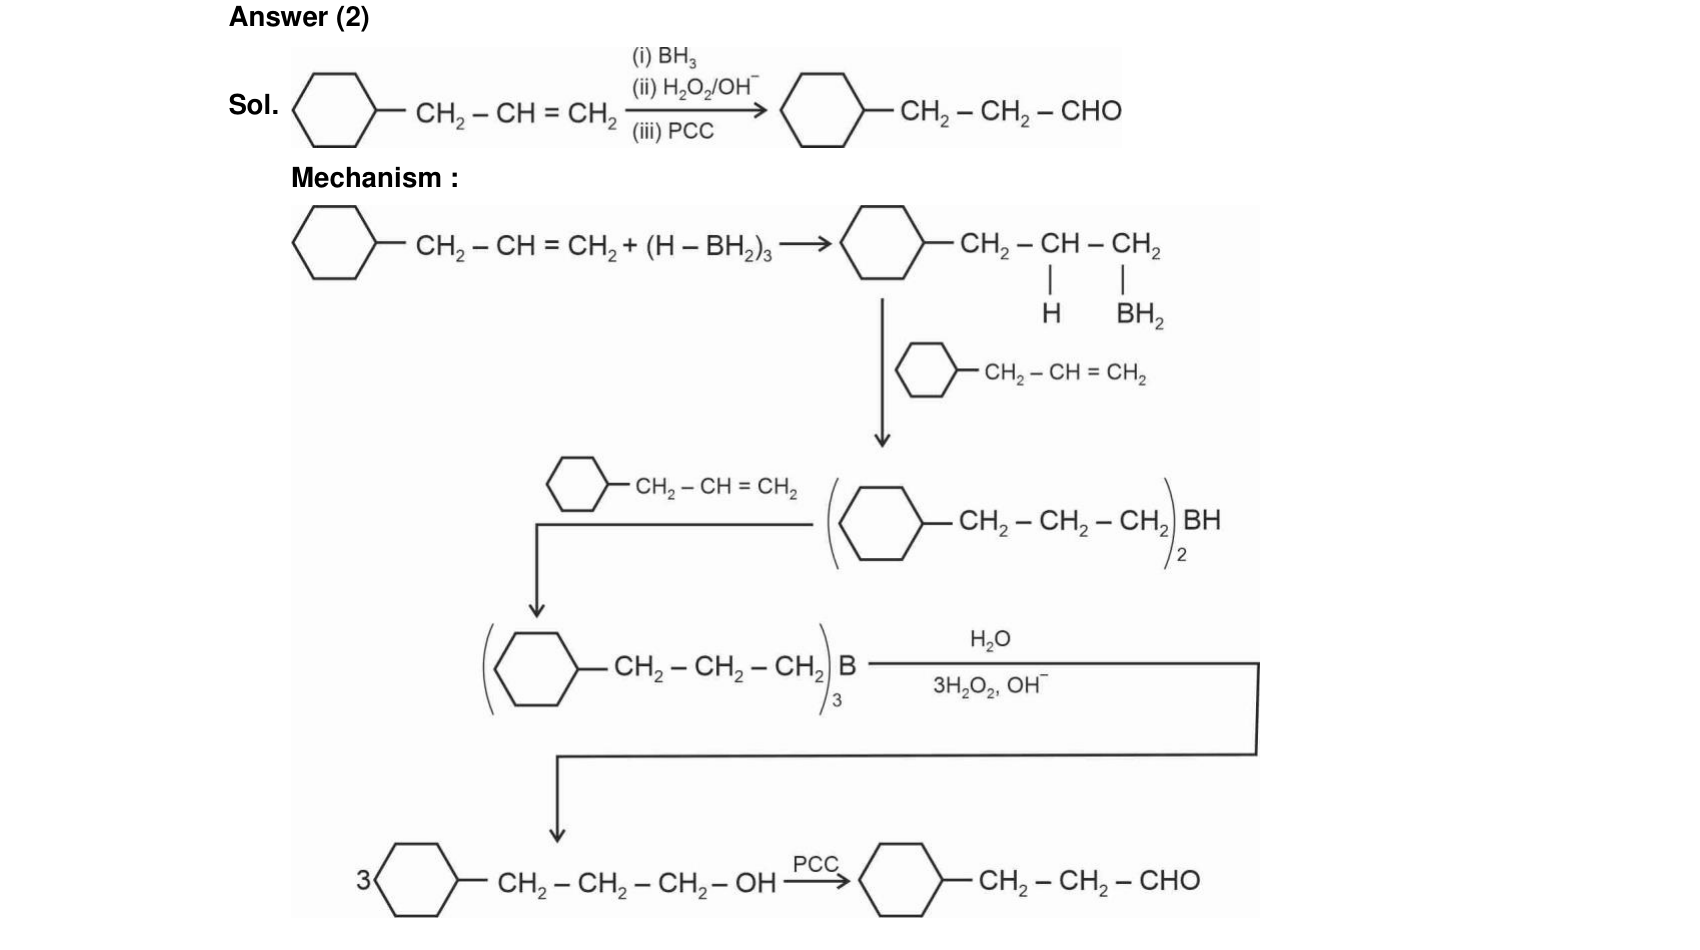 Answer (2)
(i) BH₃
(ii) H₂O₂/OH⁻
Sol. CH₂ – CH = CH₂ CH₂ – CH₂ – CHO
(iii) PCC
Mechanism :
CH₂ – CH = CH₂ + (H – BH₂)₃ CH₂ – CH – CH₂
H BH₂
CH₂ – CH = CH₂
CH₂ – CH = CH₂
( CH₂ – CH₂ – CH₂ )₂ BH
( CH₂ – CH₂ – CH₂ )₃ B
H₂O
3H₂O₂, OH⁻
3 CH₂ – CH₂ – CH₂ – OH PCC CH₂ – CH₂ – CHO